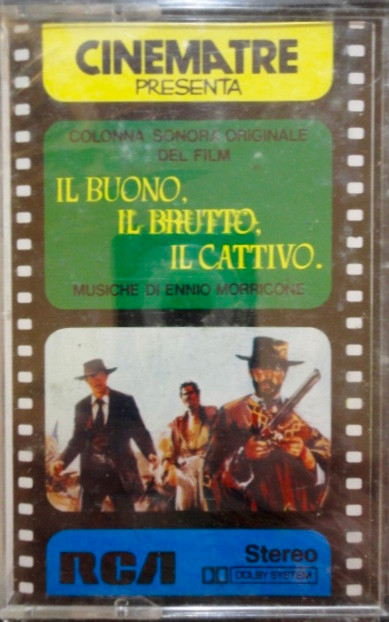 CINEMATRE
PRESENTA
COLONNA SONORA ORIGINALE
DEL FILM
IL BUONO,
IL BRUTTO,
IL CATTIVO.
MUSICHE DI ENNIO MORRICONE
RCA
Stereo
DOLBY SYSTEM